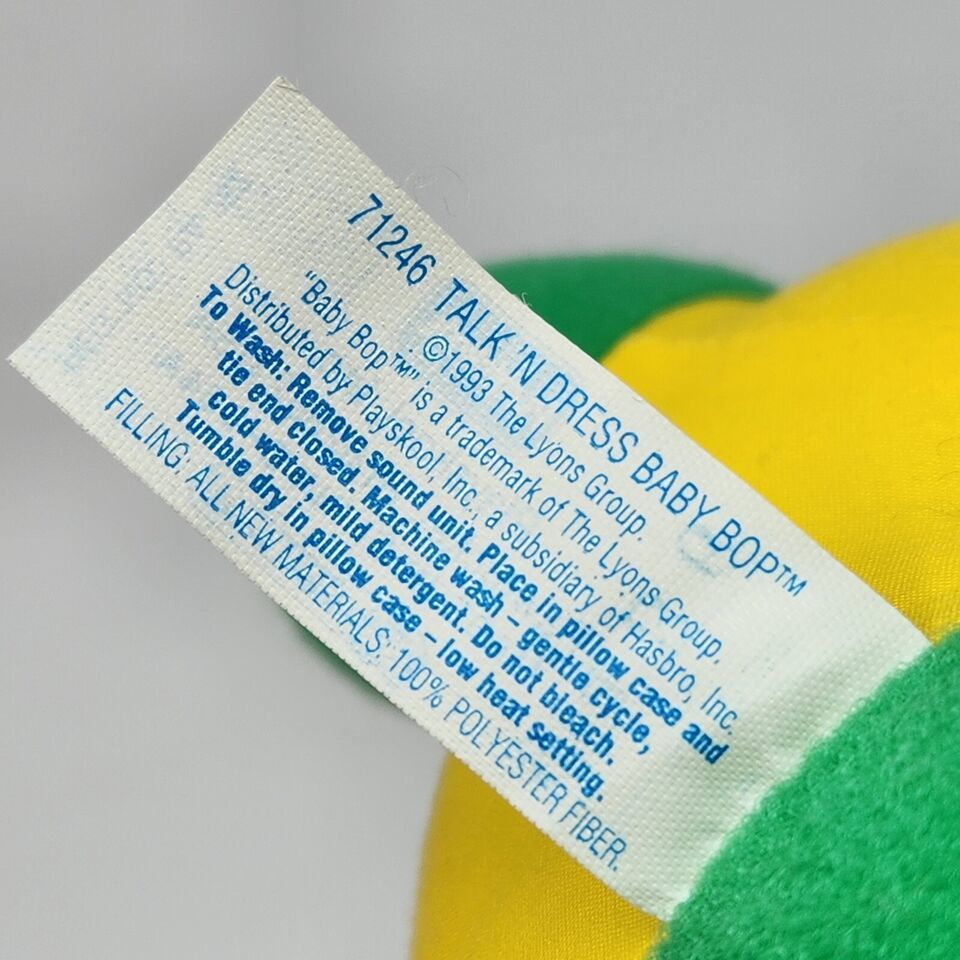 71246 TALK 'N DRESS BABY BOP™
©1993 The Lyons Group.
"Baby Bop™" is a trademark of The Lyons Group.
Distributed by Playskool, Inc., a subsidiary of Hasbro, Inc.
To Wash: Remove sound unit. Place in pillow case and
tie end closed. Machine wash – gentle cycle,
cold water, mild detergent. Do not bleach.
Tumble dry in pillow case – low heat setting.
FILLING: ALL NEW MATERIALS: 100% POLYESTER FIBER.